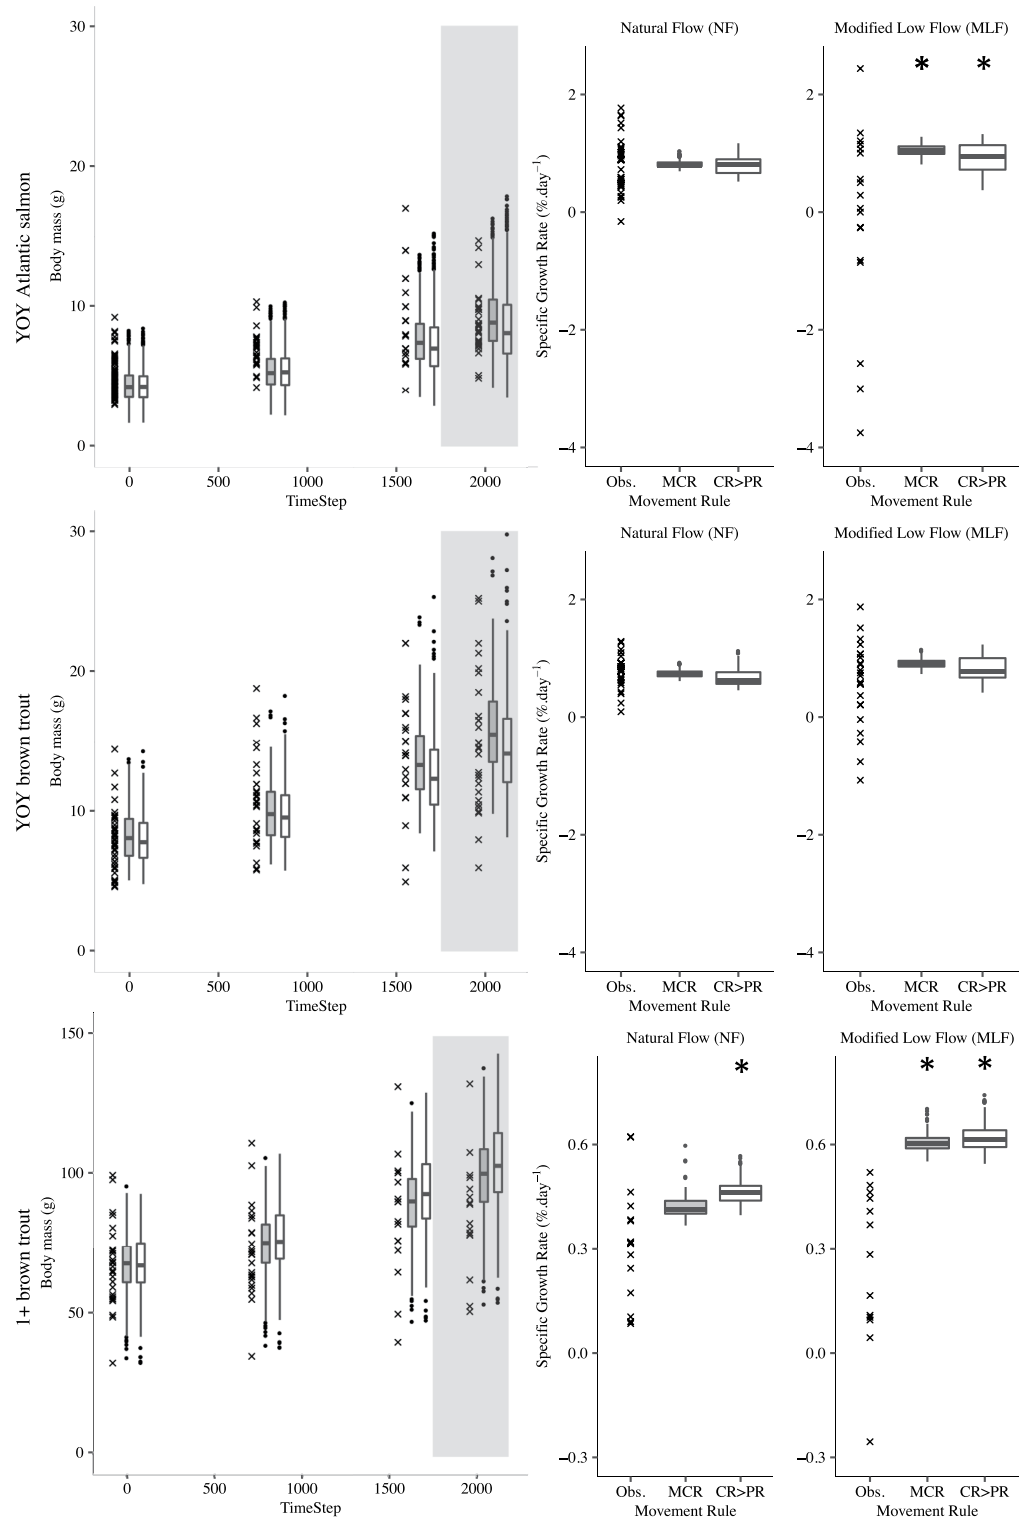 YOY Atlantic salmon
Body mass (g)
30
20
10
0
0 500 1000 1500 2000
TimeStep
Natural Flow (NF)
Specific Growth Rate (%.day−1)
2
0
−2
−4
Obs. MCR CR>PR
Movement Rule
Modified Low Flow (MLF)
* *
2
0
−2
−4
Obs. MCR CR>PR
Movement Rule
YOY brown trout
Body mass (g)
30
20
10
0
0 500 1000 1500 2000
TimeStep
Natural Flow (NF)
Specific Growth Rate (%.day−1)
2
0
−2
−4
Obs. MCR CR>PR
Movement Rule
Modified Low Flow (MLF)
2
0
−2
−4
Obs. MCR CR>PR
Movement Rule
1+ brown trout
Body mass (g)
150
100
50
0
0 500 1000 1500 2000
TimeStep
Natural Flow (NF)
*
Specific Growth Rate (%.day−1)
0.6
0.3
0.0
−0.3
Obs. MCR CR>PR
Movement Rule
Modified Low Flow (MLF)
* *
0.6
0.3
0.0
−0.3
Obs. MCR CR>PR
Movement Rule